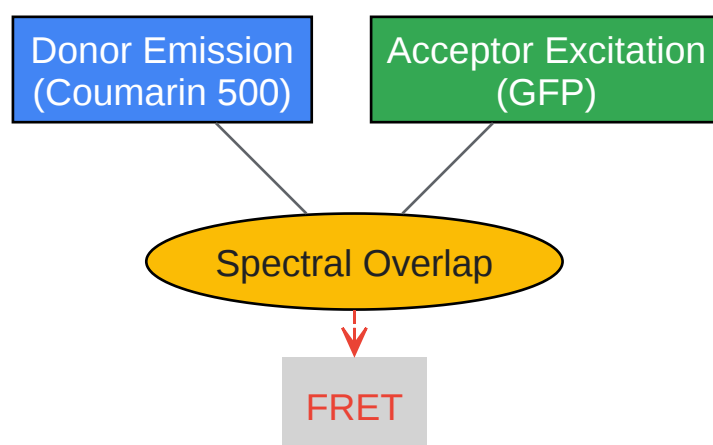 Donor Emission
(Coumarin 500)
Acceptor Excitation
(GFP)
Spectral Overlap
FRET